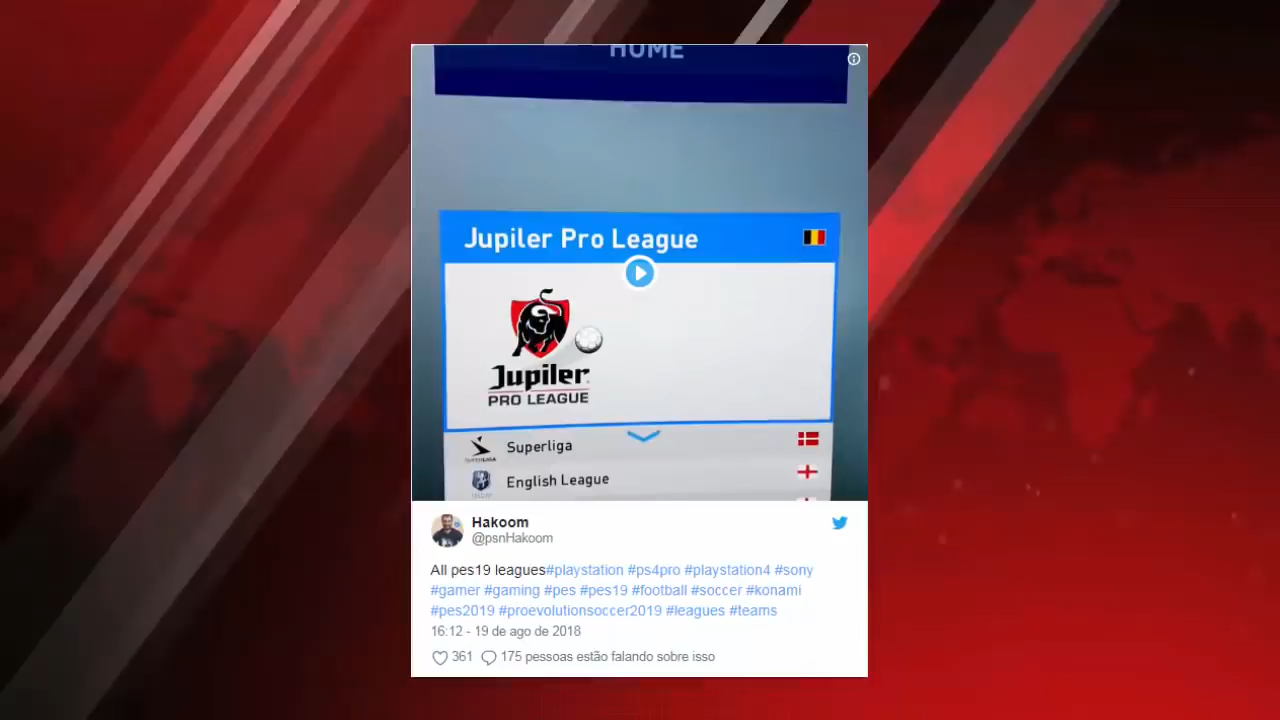 HOME
Jupiler Pro League
Jupiler
PRO LEAGUE
Superliga
SUPERLIGA
English League
Hakoom
@psnHakoom
All pes19 leagues#playstation #ps4pro #playstation4 #sony
#gamer #gaming #pes #pes19 #football #soccer #konami
#pes2019 #proevolutionsoccer2019 #leagues #teams
16:12 - 19 de ago de 2018
361 175 pessoas estão falando sobre isso